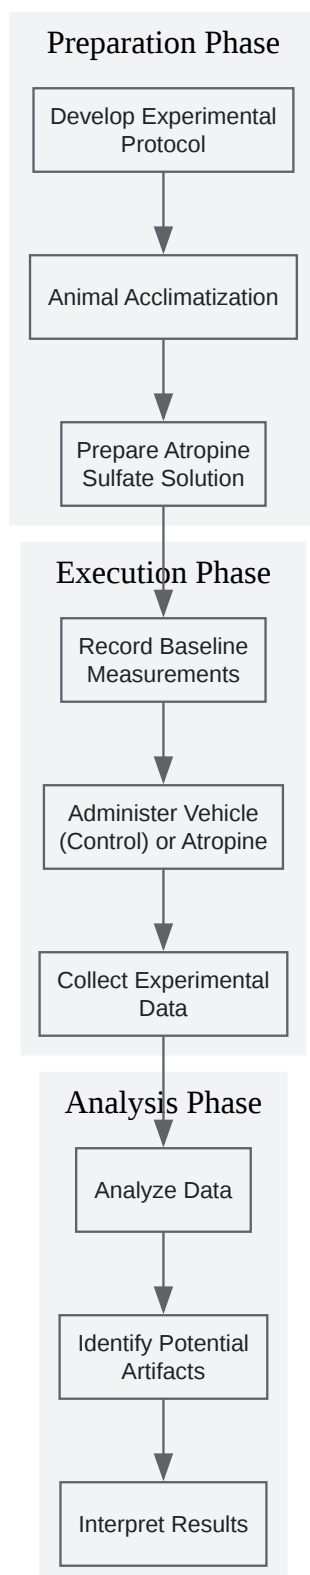 Preparation Phase
Develop Experimental
Protocol
Animal Acclimatization
Prepare Atropine
Sulfate Solution
Execution Phase
Record Baseline
Measurements
Administer Vehicle
(Control) or Atropine
Collect Experimental
Data
Analysis Phase
Analyze Data
Identify Potential
Artifacts
Interpret Results